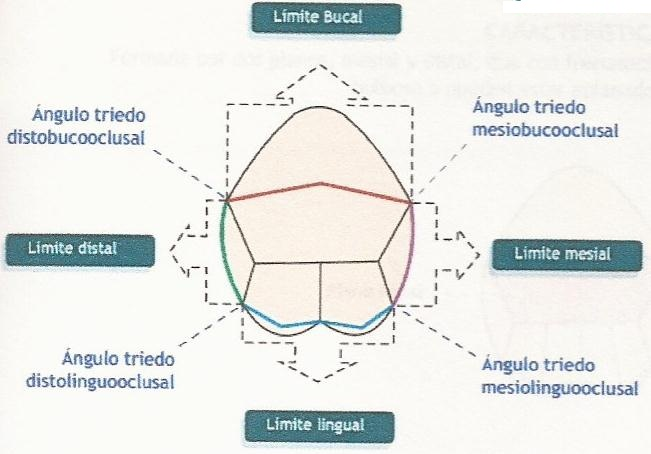 Límite Bucal
Ángulo triedo
distobucooclusal
Ángulo triedo
mesiobucooclusal
Límite distal
Límite mesial
Ángulo triedo
distolinguooclusal
Ángulo triedo
mesiolinguooclusal
Límite lingual